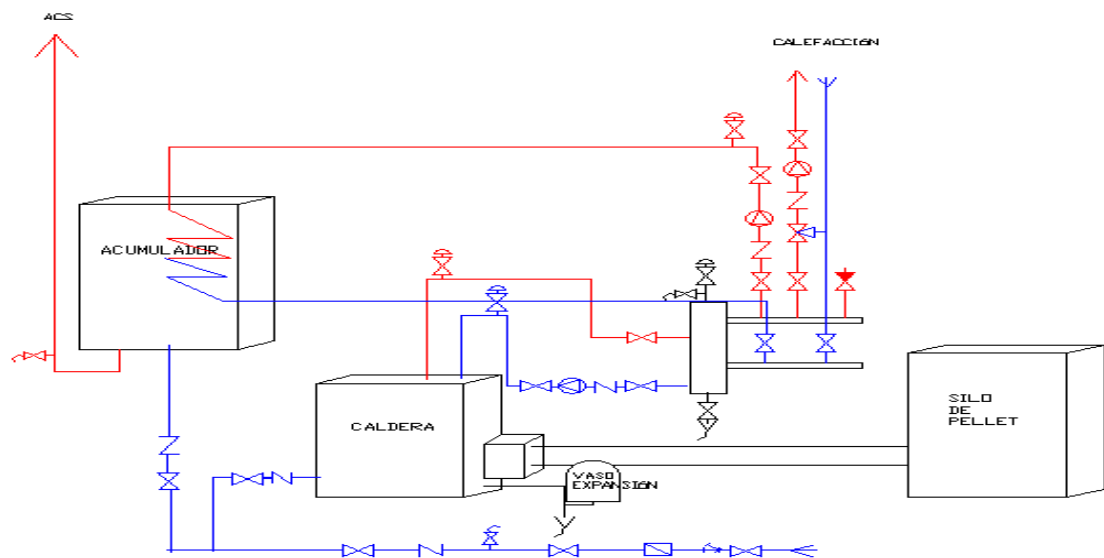 ACS
CALEFACCIÓN
ACUMULADOR
CALDERA
SILO
DE
PELLET
VASO
EXPANSIÓN